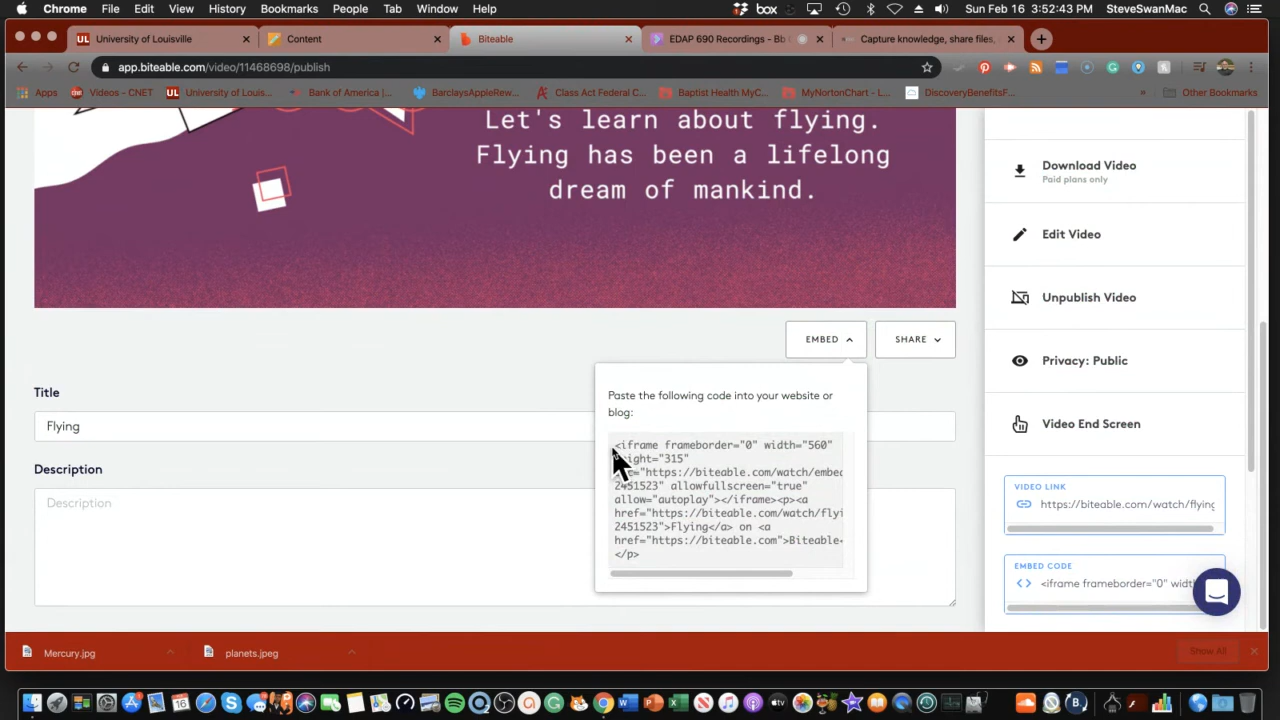 Chrome File Edit View History Bookmarks People Tab Window Help
box Sun Feb 16 3:52:43 PM SteveSwanMac
University of Louisville Content Biteable EDAP 690 Recordings - Bb Capture knowledge, share files,
app.biteable.com/video/11468698/publish
Apps Videos - CNET University of Louis... Bank of America |... BarclaysAppleRew... Class Act Federal C... Baptist Health MyC... MyNortonChart - L... DiscoveryBenefitsF... » Other Bookmarks
Let's learn about flying.
Flying has been a lifelong
dream of mankind.
Download Video
Paid plans only
Edit Video
Unpublish Video
EMBED SHARE
Privacy: Public
Title
Paste the following code into your website or
blog:
Flying
Video End Screen
<iframe frameborder="0" width="560"
height="315"
Description
="https://biteable.com/watch/embed
2451523" allowfullscreen="true"
allow="autoplay"></iframe><p><a
href="https://biteable.com/watch/flyi
2451523">Flying</a> on <a
href="https://biteable.com">Biteable<
</p>
Description
VIDEO LINK
https://biteable.com/watch/flying
EMBED CODE
<iframe frameborder="0" widt
Mercury.jpg planets.jpeg Show All